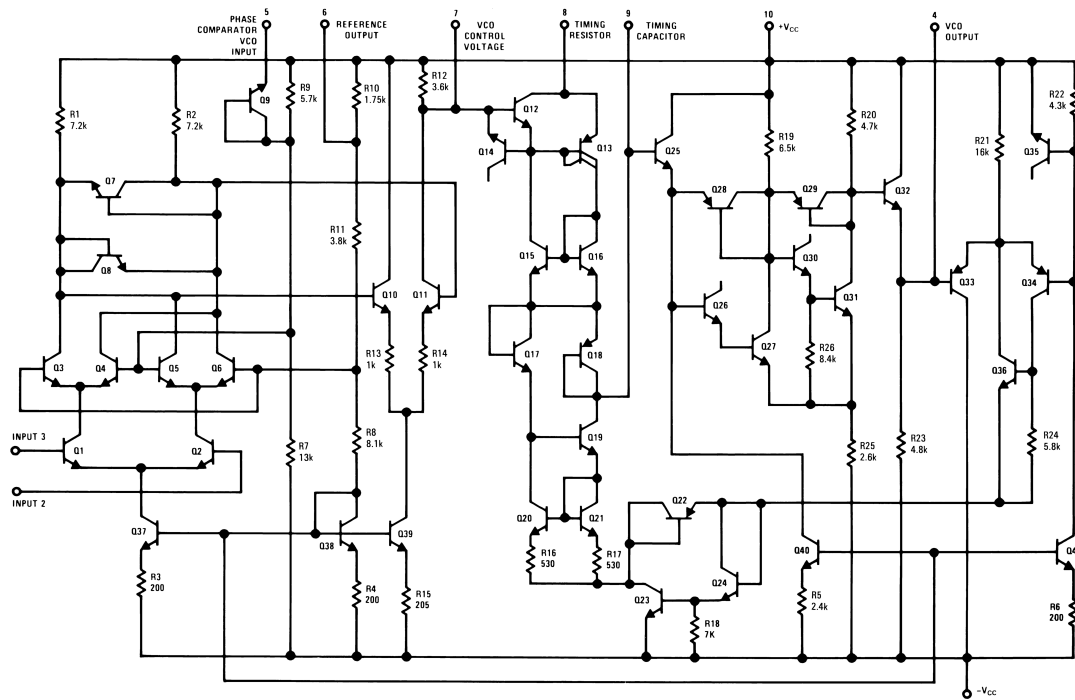 5
PHASE
COMPARATOR
VCO
INPUT
6
REFERENCE
OUTPUT
7
VCO
CONTROL
VOLTAGE
8
TIMING
RESISTOR
9
TIMING
CAPACITOR
10
+VCC
4
VCO
OUTPUT
R1
7.2k
R2
7.2k
Q9
R9
5.7k
R10
1.75k
R12
3.6k
Q12
Q14
Q13
Q25
R19
6.5k
R20
4.7k
R21
16k
R22
4.3k
Q35
Q7
Q8
R11
3.8k
Q28
Q29
Q32
Q15
Q16
Q30
Q10
Q11
Q26
Q31
Q33
Q34
Q3
Q4
Q5
Q6
R13
1k
R14
1k
Q17
Q18
Q27
R26
8.4k
Q36
INPUT 3
Q1
Q2
R7
13k
R8
8.1k
Q19
R25
2.6k
R23
4.8k
R24
5.8k
INPUT 2
Q22
Q37
Q38
Q39
Q20
Q21
Q40
Q4
R16
530
R17
530
R3
200
R4
200
R15
205
Q23
Q24
R18
7K
R5
2.4k
R6
200
-VCC